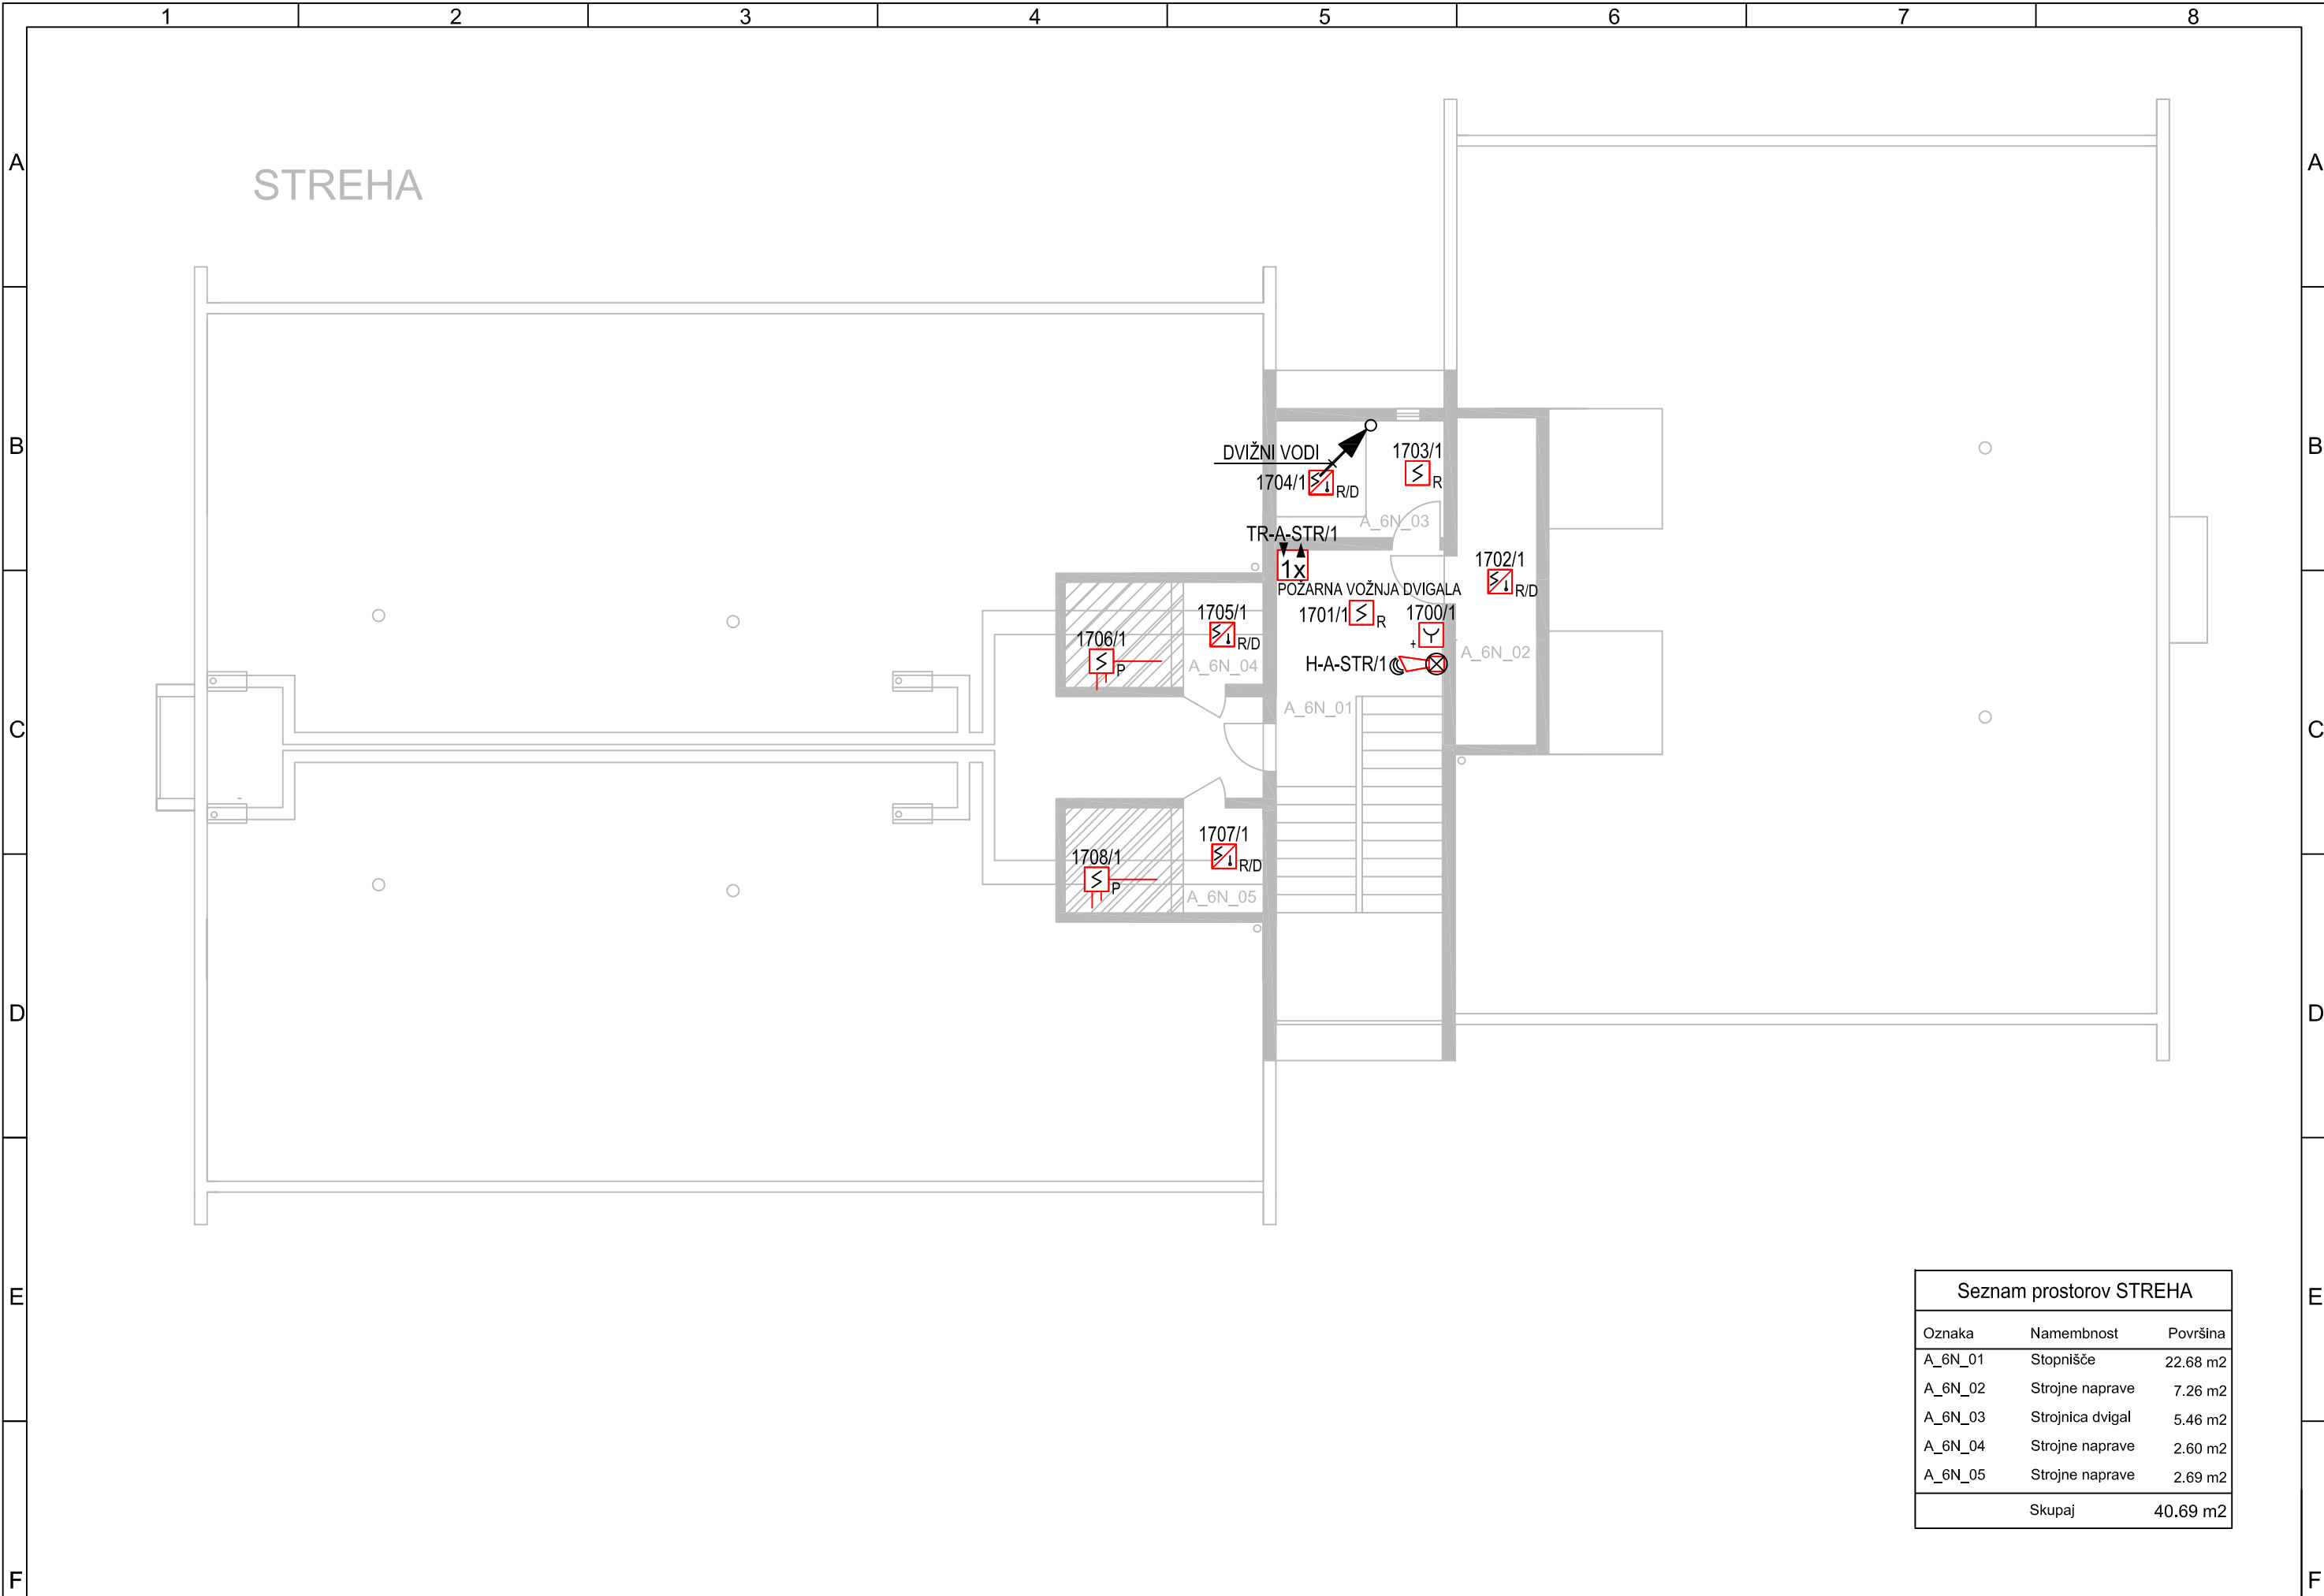 1 2 3 4 5 6 7 8
A A
STREHA
B B
DVIŽNI VODI
1703/1
R
1704/1
R/D
A_6N_03
TR-A-STR/1
1x
1702/1
R/D
POŽARNA VOŽNJA DVIGALA
1701/1
R
1700/1
+
1705/1
R/D
1706/1
P
A_6N_04
H-A-STR/1
A_6N_02
A_6N_01
C C
1707/1
R/D
1708/1
P
A_6N_05
D D
E E
Seznam prostorov STREHA
Oznaka Namembnost Površina
A_6N_01 Stopnišče 22.68 m2
A_6N_02 Strojne naprave 7.26 m2
A_6N_03 Strojnica dvigal 5.46 m2
A_6N_04 Strojne naprave 2.60 m2
A_6N_05 Strojne naprave 2.69 m2
Skupaj 40.69 m2
F F